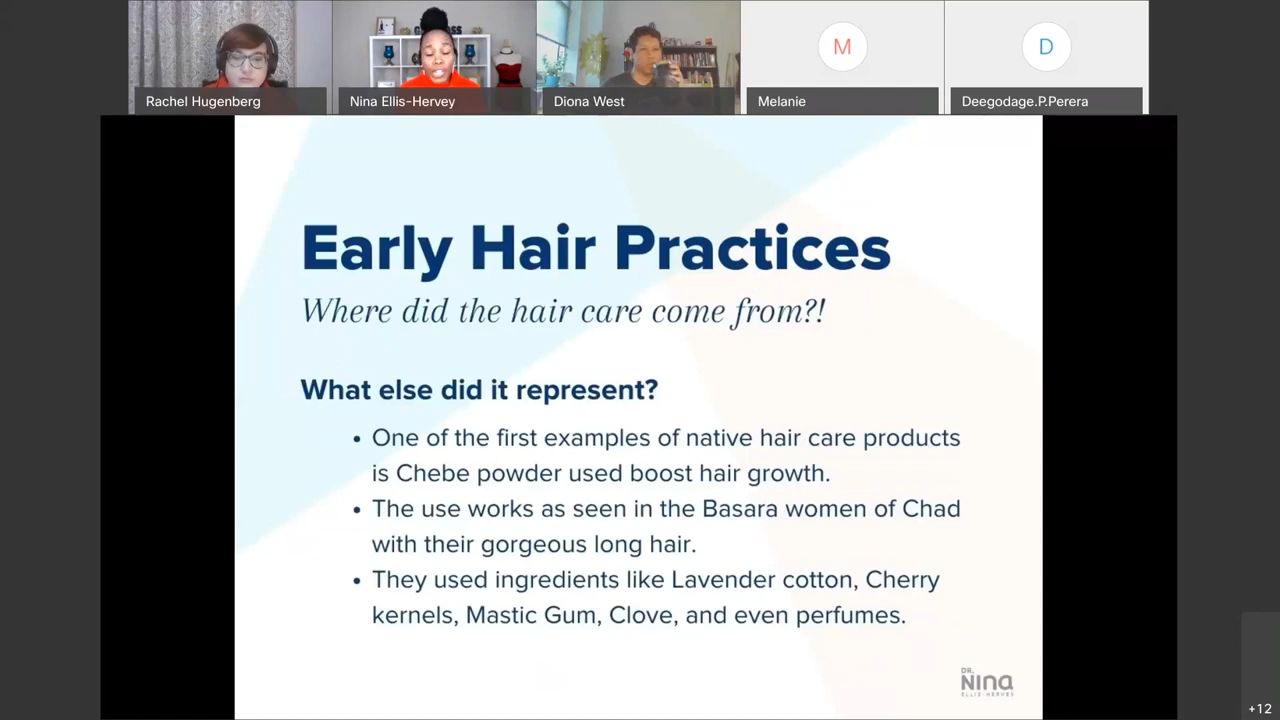 Rachel Hugenberg
Nina Ellis-Hervey
Diona West
M
Melanie
D
Deegodage.P.Perera
Early Hair Practices
Where did the hair care come from?!
What else did it represent?
• One of the first examples of native hair care products
is Chebe powder used boost hair growth.
• The use works as seen in the Basara women of Chad
with their gorgeous long hair.
• They used ingredients like Lavender cotton, Cherry
kernels, Mastic Gum, Clove, and even perfumes.
DR.
NINA
ELLIS-HERVEY
+12